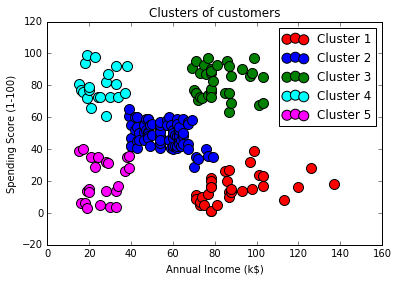 Clusters of customers
120
100
80
60
40
20
0
−20
Spending Score (1-100)
Cluster 1
Cluster 2
Cluster 3
Cluster 4
Cluster 5
0 20 40 60 80 100 120 140 160
Annual Income (k$)